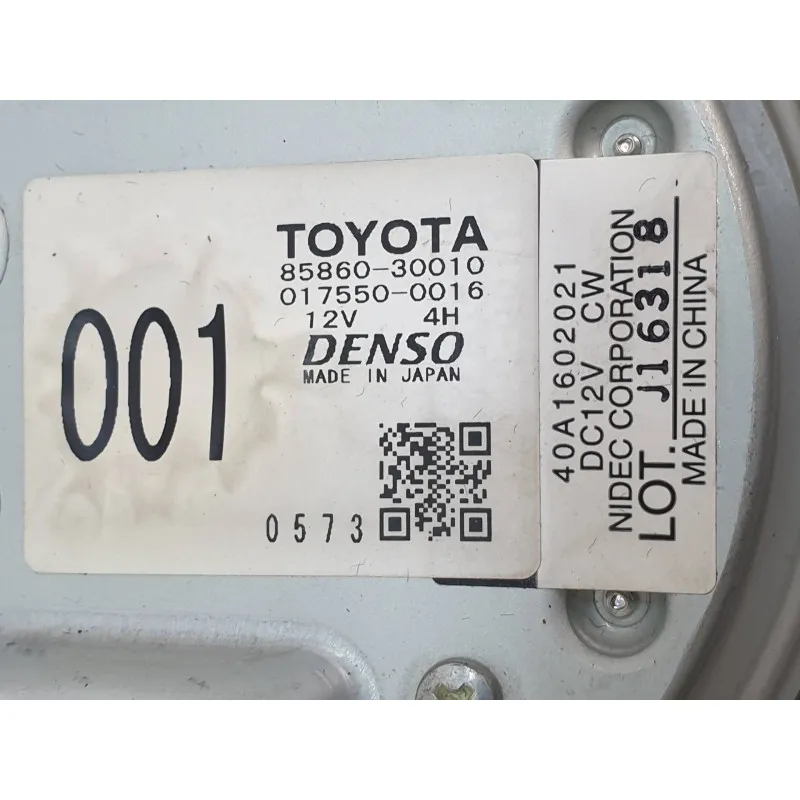 TOYOTA
85860-30010
017550-0016
12V 4H
DENSO
MADE IN JAPAN
001
0573
40A1602021
DC12V CW
NIDEC CORPORATION
LOT. J16318
MADE IN CHINA